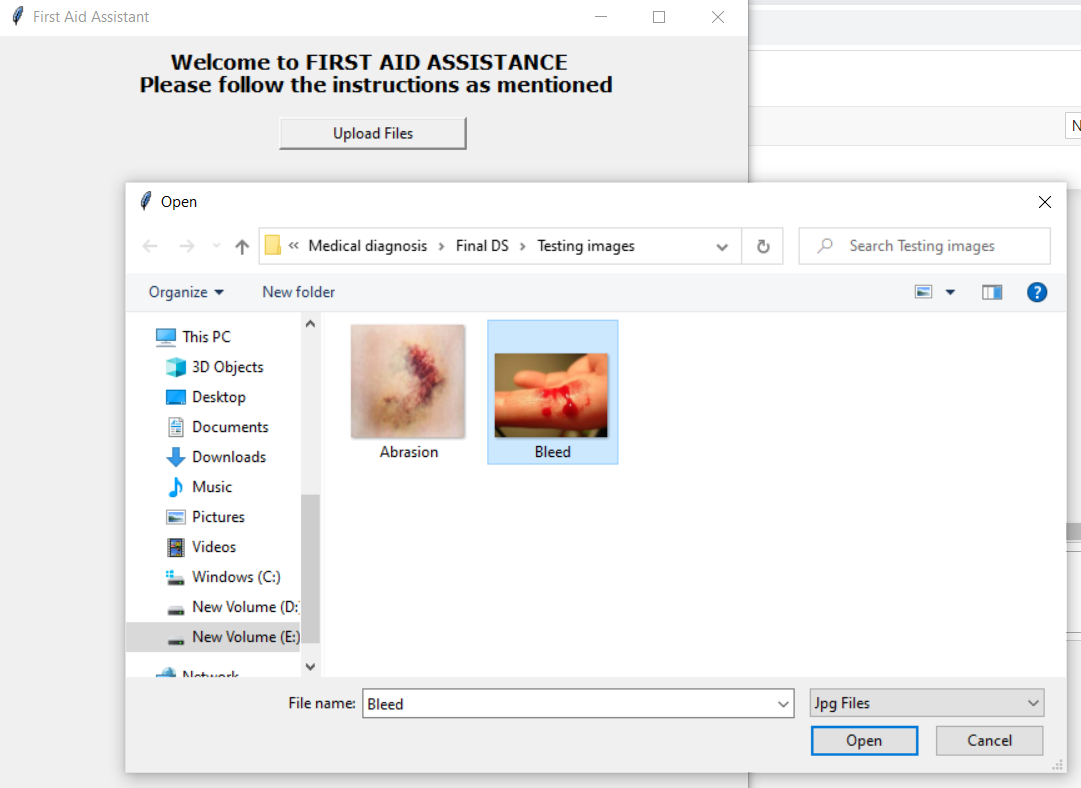 First Aid Assistant
Welcome to FIRST AID ASSISTANCE
Please follow the instructions as mentioned
Upload Files
N
Open
« Medical diagnosis › Final DS › Testing images
Search Testing images
Organize
New folder
?
This PC
3D Objects
Desktop
Documents
Downloads
Music
Pictures
Videos
Windows (C:)
New Volume (D:
New Volume (E:)
Network
Abrasion
Bleed
File name: Bleed
Jpg Files
Open
Cancel